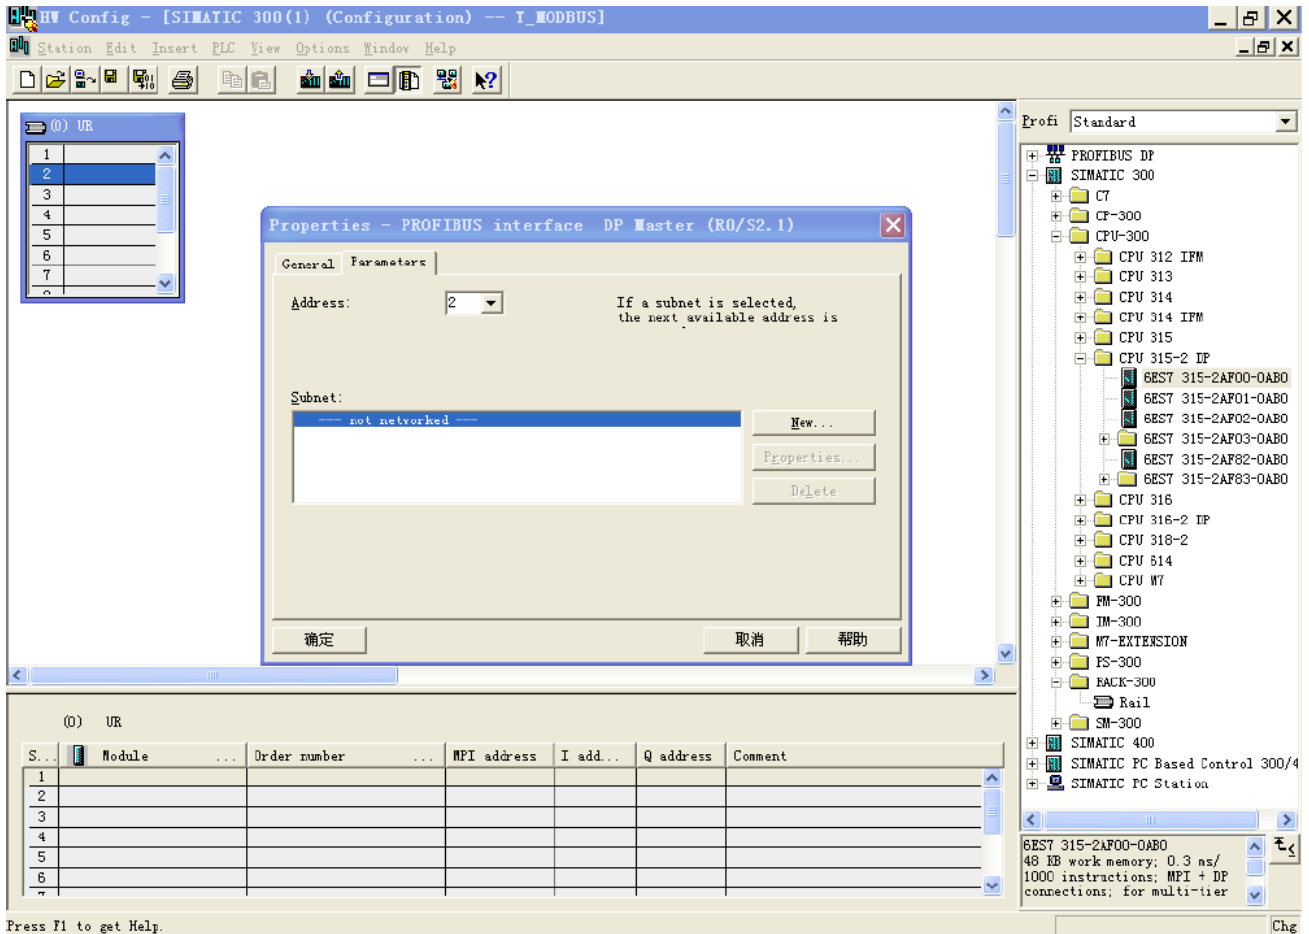 HW Config - [SIMATIC 300(1) (Configuration) -- T_MODBUS]
Station Edit Insert PLC View Options Window Help
(0) UR
1
2
3
4
5
6
7
Properties - PROFIBUS interface DP Master (R0/S2.1)
General Parameters
Address: 2
If a subnet is selected,
the next available address is
Subnet:
--- not networked ---
New...
Properties...
Delete
确定 取消 帮助
Profi Standard
PROFIBUS DP
SIMATIC 300
C7
CP-300
CPU-300
CPU 312 IFM
CPU 313
CPU 314
CPU 314 IFM
CPU 315
CPU 315-2 DP
6ES7 315-2AF00-0AB0
6ES7 315-2AF01-0AB0
6ES7 315-2AF02-0AB0
6ES7 315-2AF03-0AB0
6ES7 315-2AF82-0AB0
6ES7 315-2AF83-0AB0
CPU 316
CPU 316-2 DP
CPU 318-2
CPU 614
CPU M7
FM-300
IM-300
M7-EXTENSION
PS-300
RACK-300
Rail
SM-300
SIMATIC 400
SIMATIC PC Based Control 300/4
SIMATIC PC Station
(0) UR
S... Module ... Order number ... MPI address I add... Q address Comment
1
2
3
4
5
6
6ES7 315-2AF00-0AB0
48 KB work memory; 0.3 ms/
1000 instructions; MPI + DP
connections; for multi-tier
Press F1 to get Help.
Chg